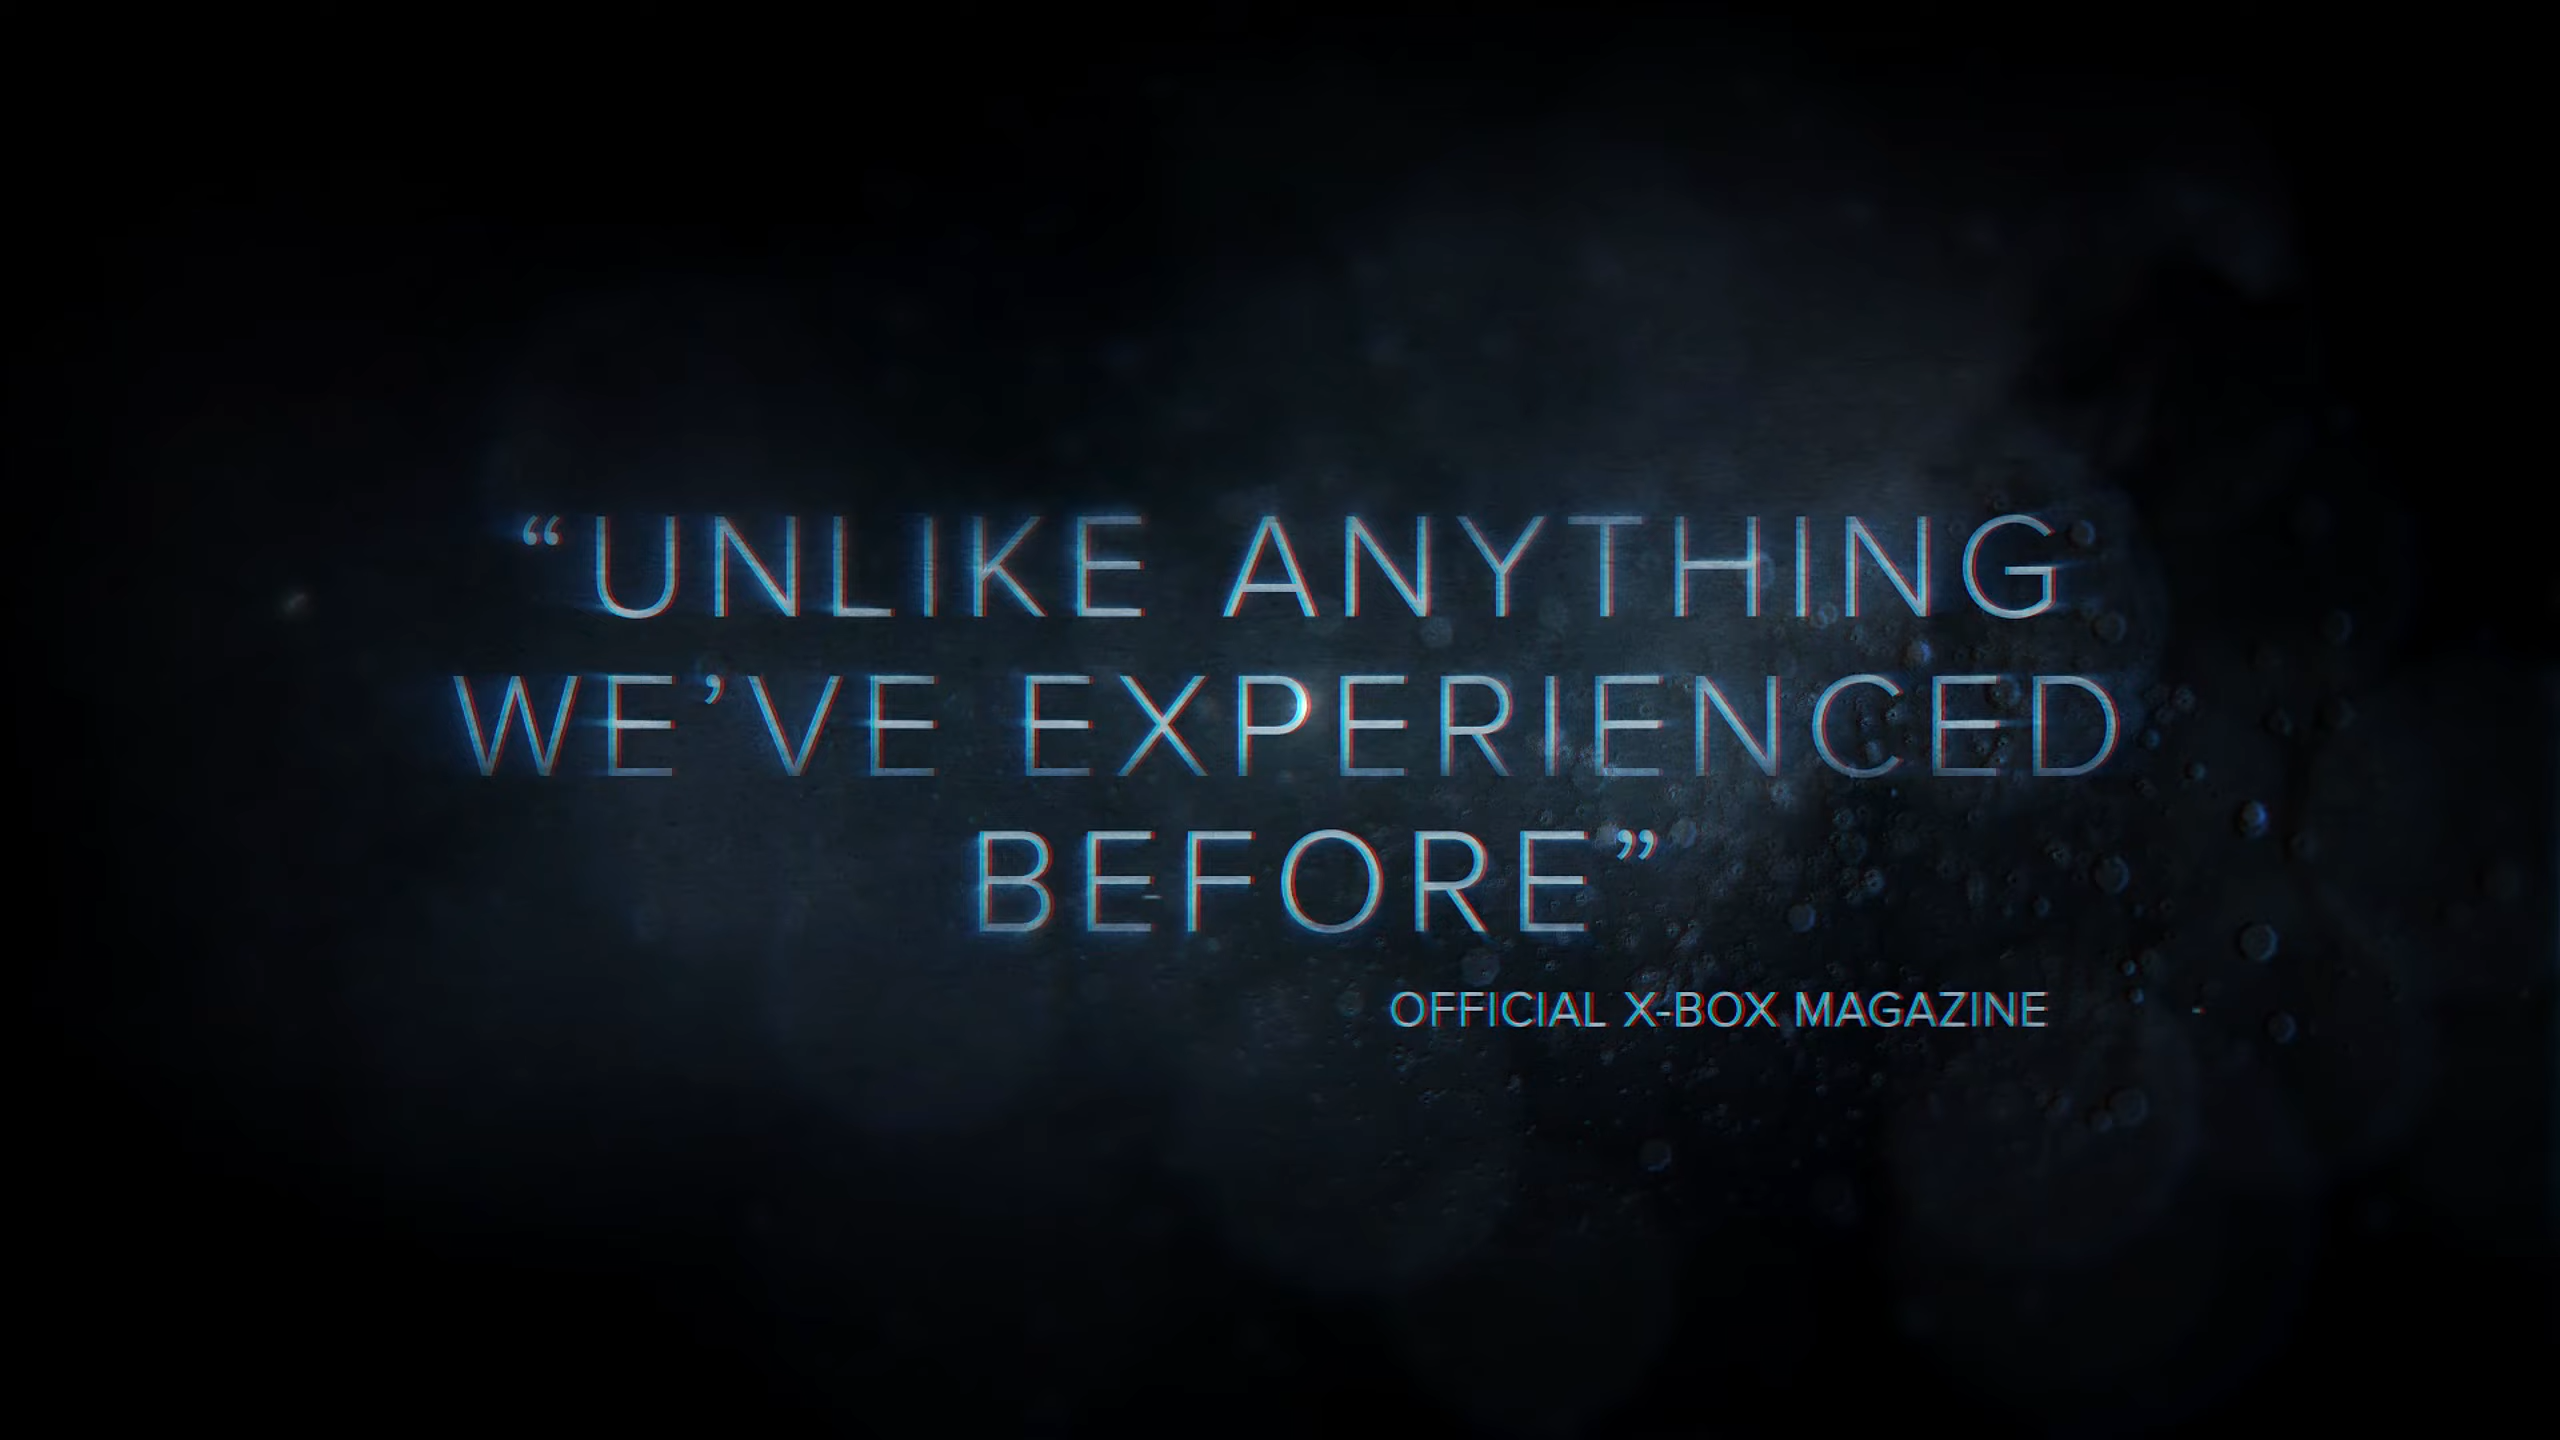 “UNLIKE ANYTHING
WE’VE EXPERIENCED
BEFORE”
OFFICIAL X-BOX MAGAZINE